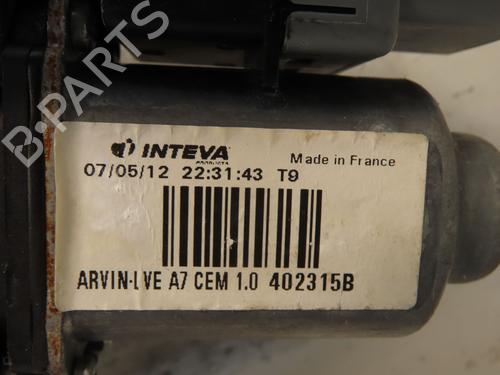 B-PARTS
INTEVA
PRODUCTS
Made in France
07/05/12 22:31:43 T9
ARVIN-LVE A7 CEM 1.0 402315B